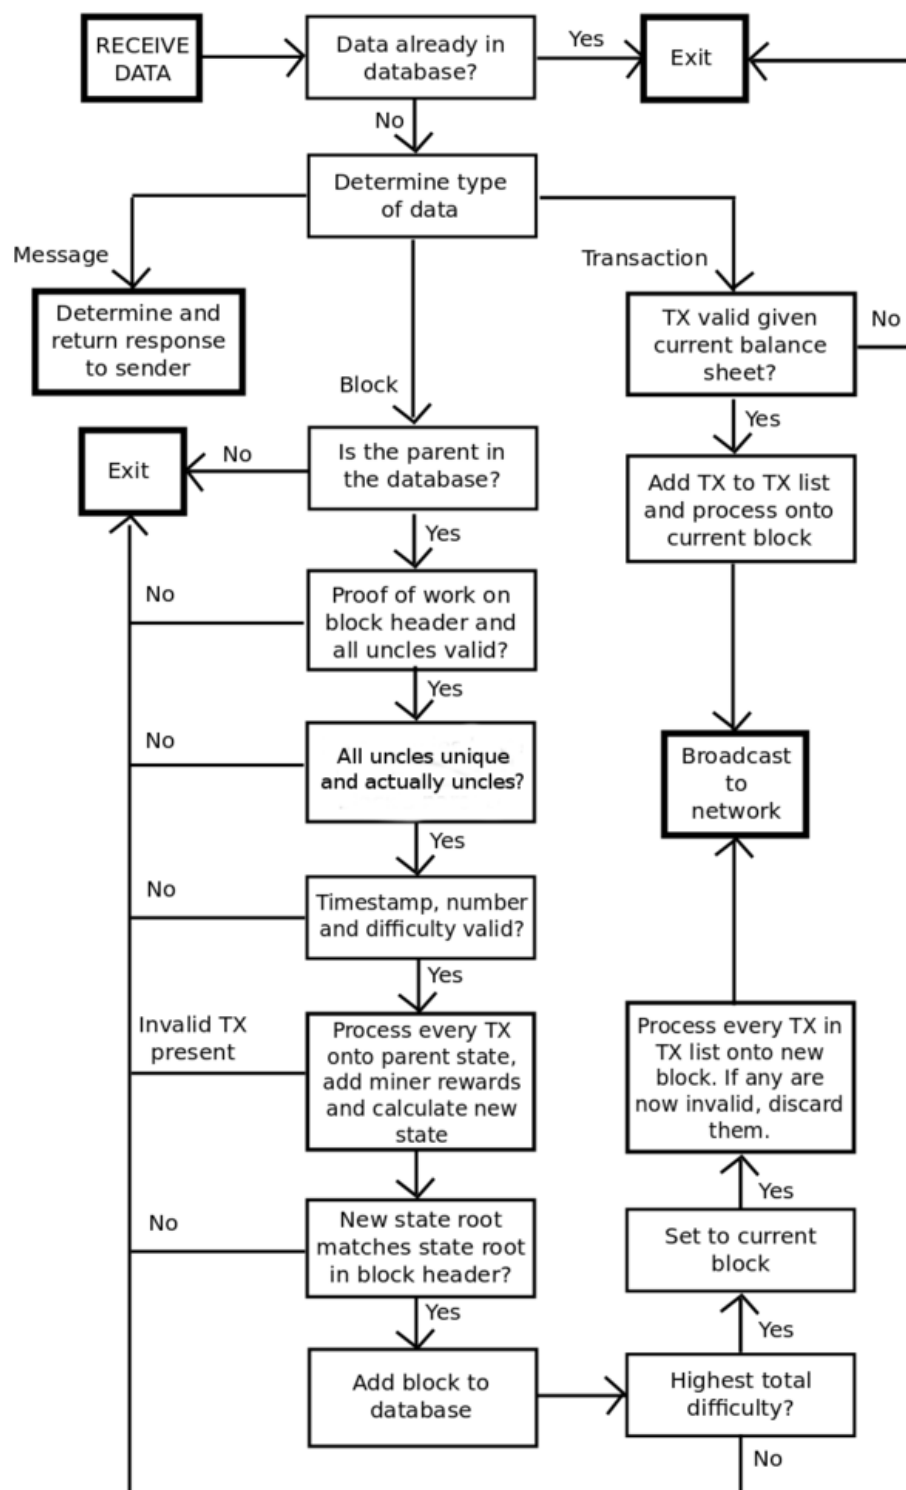 RECEIVE
DATA
Data already in
database?
Yes
Exit
No
Determine type
of data
Message
Transaction
Determine and
return response
to sender
TX valid given
current balance
sheet?
No
Block
Yes
Exit
No
Is the parent in
the database?
Add TX to TX list
and process onto
current block
Yes
No
Proof of work on
block header and
all uncles valid?
Yes
No
All uncles unique
and actually uncles?
Broadcast
to
network
Yes
No
Timestamp, number
and difficulty valid?
Yes
Invalid TX
present
Process every TX
onto parent state,
add miner rewards
and calculate new
state
Process every TX in
TX list onto new
block. If any are
now invalid, discard
them.
Yes
No
New state root
matches state root
in block header?
Set to current
block
Yes
Yes
Add block to
database
Highest total
difficulty?
No